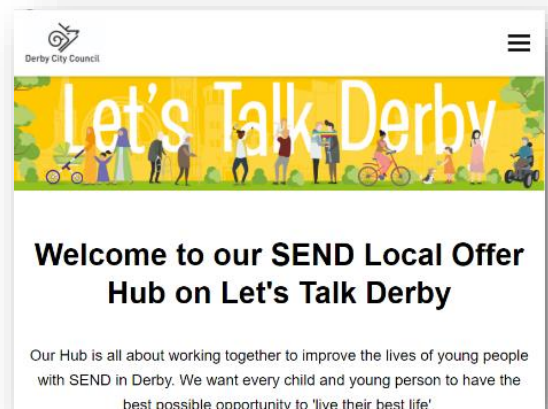 Derby City Council
Let's Talk Derby
Welcome to our SEND Local Offer
Hub on Let's Talk Derby
Our Hub is all about working together to improve the lives of young people
with SEND in Derby. We want every child and young person to have the
best possible opportunity to 'live their best life'.